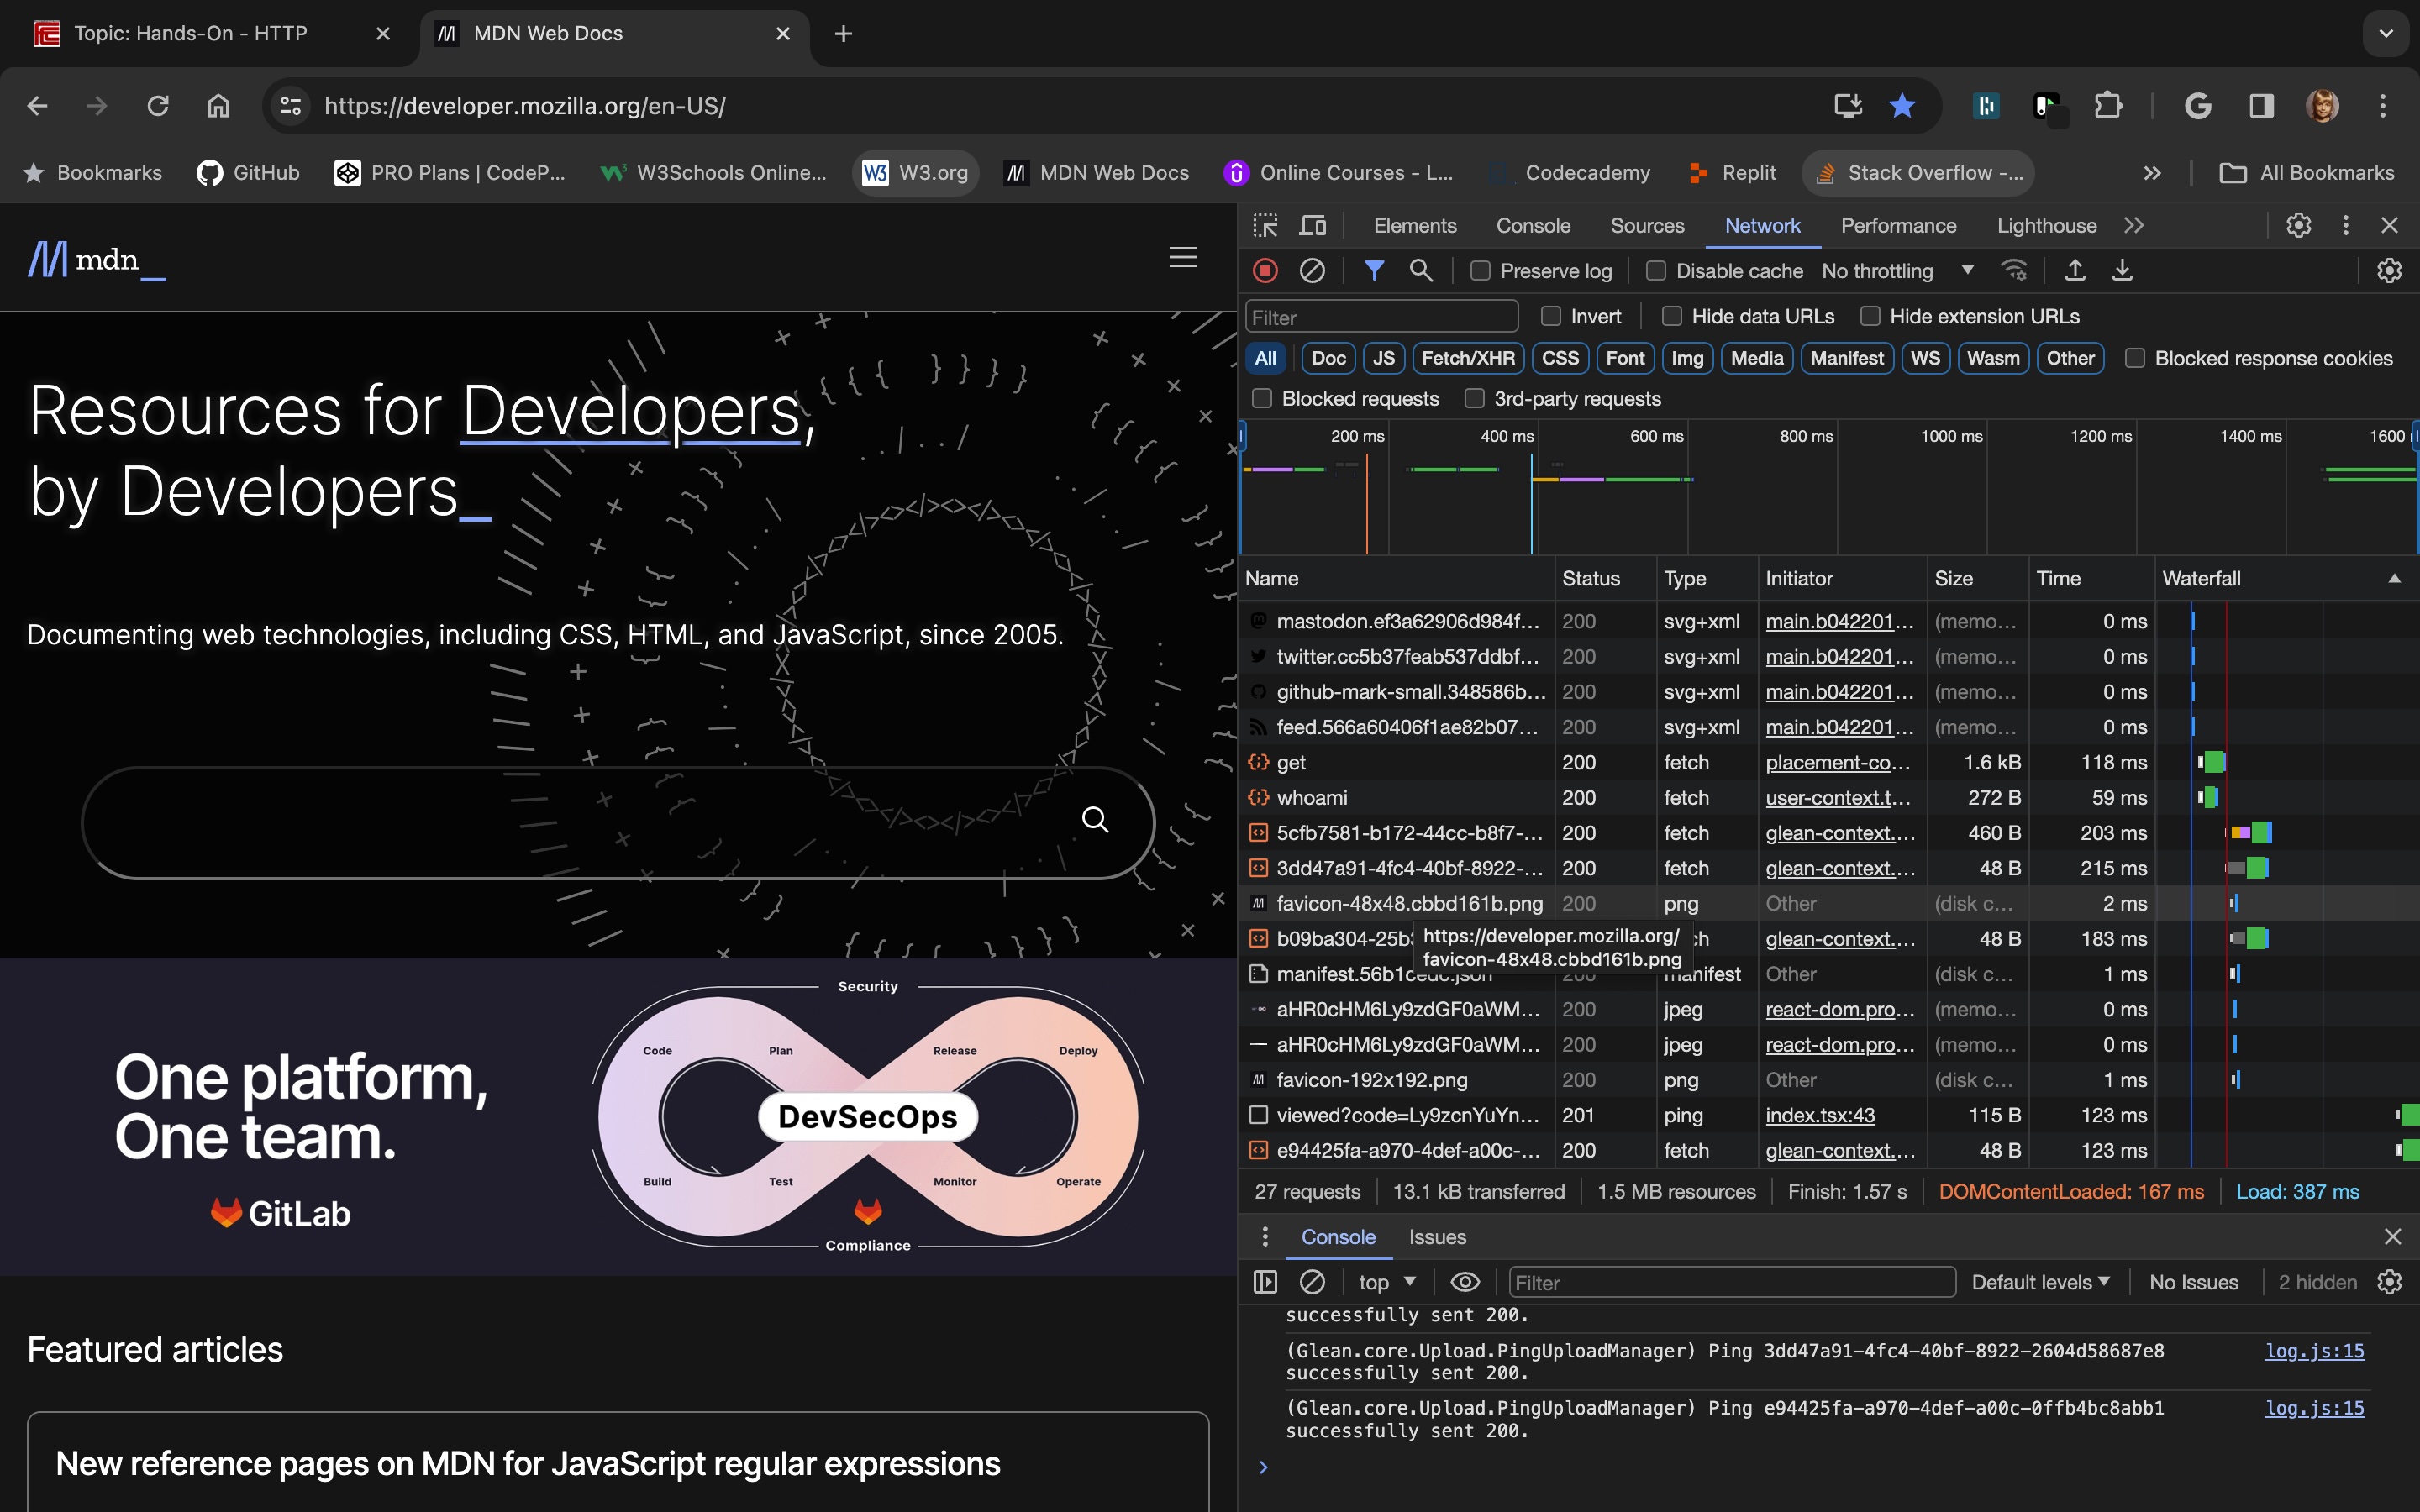 Topic: Hands-On - HTTP
MDN Web Docs
https://developer.mozilla.org/en-US/
Bookmarks
GitHub
PRO Plans | CodeP...
W3Schools Online...
W3.org
MDN Web Docs
Online Courses - L...
Codecademy
Replit
Stack Overflow -...
All Bookmarks
mdn_
Resources for Developers,
by Developers_
Documenting web technologies, including CSS, HTML, and JavaScript, since 2005.
Security
Code Plan Release Deploy
DevSecOps
Build Test Monitor Operate
Compliance
One platform,
One team.
GitLab
Featured articles
New reference pages on MDN for JavaScript regular expressions
Elements Console Sources Network Performance Lighthouse
Preserve log Disable cache No throttling
Filter Invert Hide data URLs Hide extension URLs
All Doc JS Fetch/XHR CSS Font Img Media Manifest WS Wasm Other Blocked response cookies
Blocked requests 3rd-party requests
200 ms 400 ms 600 ms 800 ms 1000 ms 1200 ms 1400 ms 1600
Name Status Type Initiator Size Time Waterfall
mastodon.ef3a62906d984f... 200 svg+xml main.b042201... (memo... 0 ms
twitter.cc5b37feab537ddbf... 200 svg+xml main.b042201... (memo... 0 ms
github-mark-small.348586b... 200 svg+xml main.b042201... (memo... 0 ms
feed.566a60406f1ae82b07... 200 svg+xml main.b042201... (memo... 0 ms
get 200 fetch placement-co... 1.6 kB 118 ms
whoami 200 fetch user-context.t... 272 B 59 ms
5cfb7581-b172-44cc-b8f7-... 200 fetch glean-context.... 460 B 203 ms
3dd47a91-4fc4-40bf-8922-... 200 fetch glean-context.... 48 B 215 ms
favicon-48x48.cbbd161b.png 200 png Other (disk c... 2 ms
b09ba304-25b glean-context.... 48 B 183 ms
https://developer.mozilla.org/
favicon-48x48.cbbd161b.png
manifest.56b1cedc.json 200 manifest Other (disk c... 1 ms
aHR0cHM6Ly9zdGF0aWM... 200 jpeg react-dom.pro... (memo... 0 ms
aHR0cHM6Ly9zdGF0aWM... 200 jpeg react-dom.pro... (memo... 0 ms
favicon-192x192.png 200 png Other (disk c... 1 ms
viewed?code=Ly9zcnYuYn... 201 ping index.tsx:43 115 B 123 ms
e94425fa-a970-4def-a00c-... 200 fetch glean-context.... 48 B 123 ms
27 requests 13.1 kB transferred 1.5 MB resources Finish: 1.57 s DOMContentLoaded: 167 ms Load: 387 ms
Console Issues
top Filter Default levels No Issues 2 hidden
successfully sent 200.
(Glean.core.Upload.PingUploadManager) Ping 3dd47a91-4fc4-40bf-8922-2604d58687e8 log.js:15
successfully sent 200.
(Glean.core.Upload.PingUploadManager) Ping e94425fa-a970-4def-a00c-0ffb4bc8abb1 log.js:15
successfully sent 200.